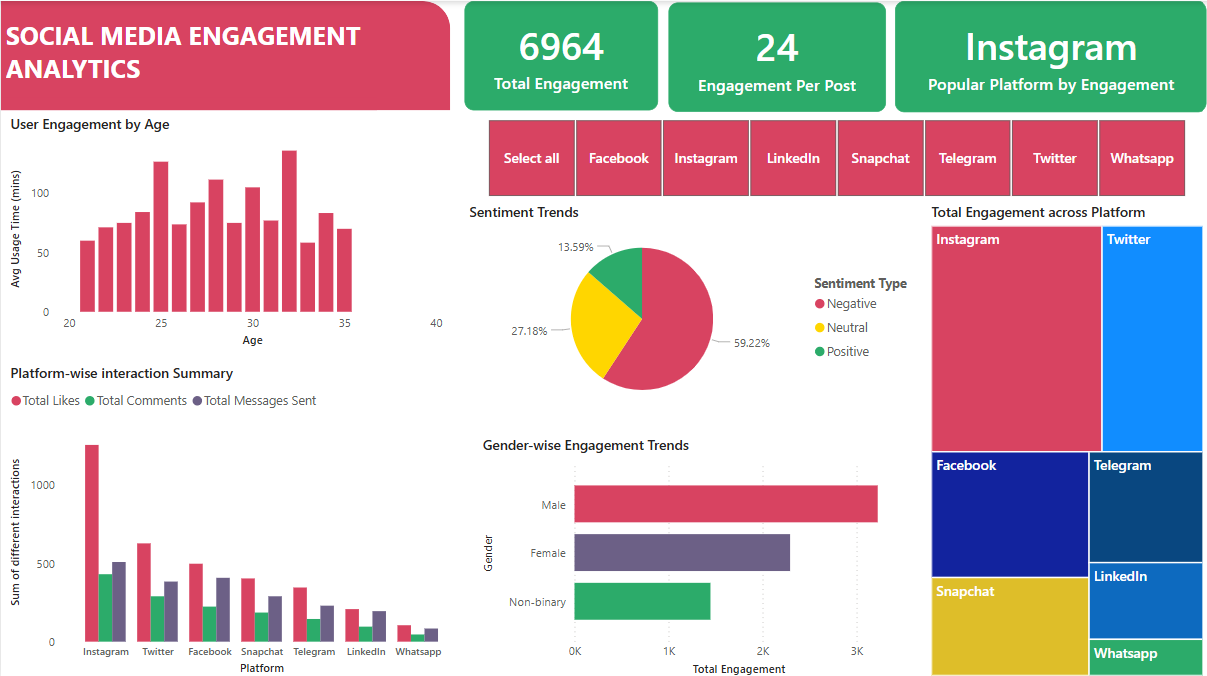 SOCIAL MEDIA ENGAGEMENT
ANALYTICS
6964
Total Engagement
24
Engagement Per Post
Instagram
Popular Platform by Engagement
Select all
Facebook
Instagram
LinkedIn
Snapchat
Telegram
Twitter
Whatsapp
User Engagement by Age
Avg Usage Time (mins)
100
50
0
20
25
30
35
40
Age
Sentiment Trends
13.59%
27.18%
59.22%
Sentiment Type
Negative
Neutral
Positive
Total Engagement across Platform
Instagram
Twitter
Facebook
Telegram
LinkedIn
Snapchat
Whatsapp
Platform-wise interaction Summary
Total Likes
Total Comments
Total Messages Sent
Sum of different interactions
1000
500
0
Instagram
Twitter
Facebook
Snapchat
Telegram
LinkedIn
Whatsapp
Platform
Gender-wise Engagement Trends
Gender
Male
Female
Non-binary
0K
1K
2K
3K
Total Engagement